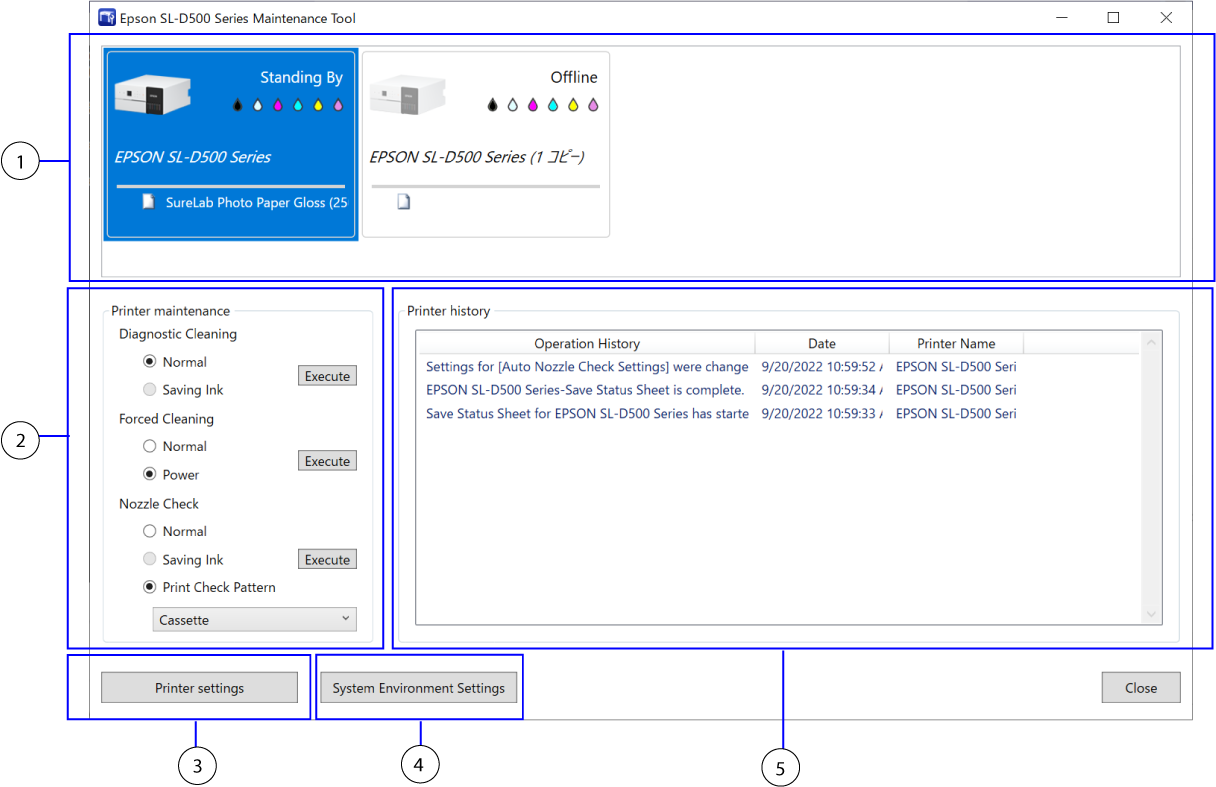 Epson SL-D500 Series Maintenance Tool
Standing By
EPSON SL-D500 Series
SureLab Photo Paper Gloss (25
Offline
EPSON SL-D500 Series (1 コピー)
1
Printer maintenance
Diagnostic Cleaning
Normal
Saving Ink
Execute
Forced Cleaning
Normal
Power
Execute
Nozzle Check
Normal
Saving Ink
Execute
Print Check Pattern
Cassette
2
Printer history
Operation History Date Printer Name
Settings for [Auto Nozzle Check Settings] were change 9/20/2022 10:59:52 EPSON SL-D500 Seri
EPSON SL-D500 Series-Save Status Sheet is complete. 9/20/2022 10:59:34 EPSON SL-D500 Seri
Save Status Sheet for EPSON SL-D500 Series has starte 9/20/2022 10:59:33 EPSON SL-D500 Seri
Printer settings
System Environment Settings
Close
3
4
5